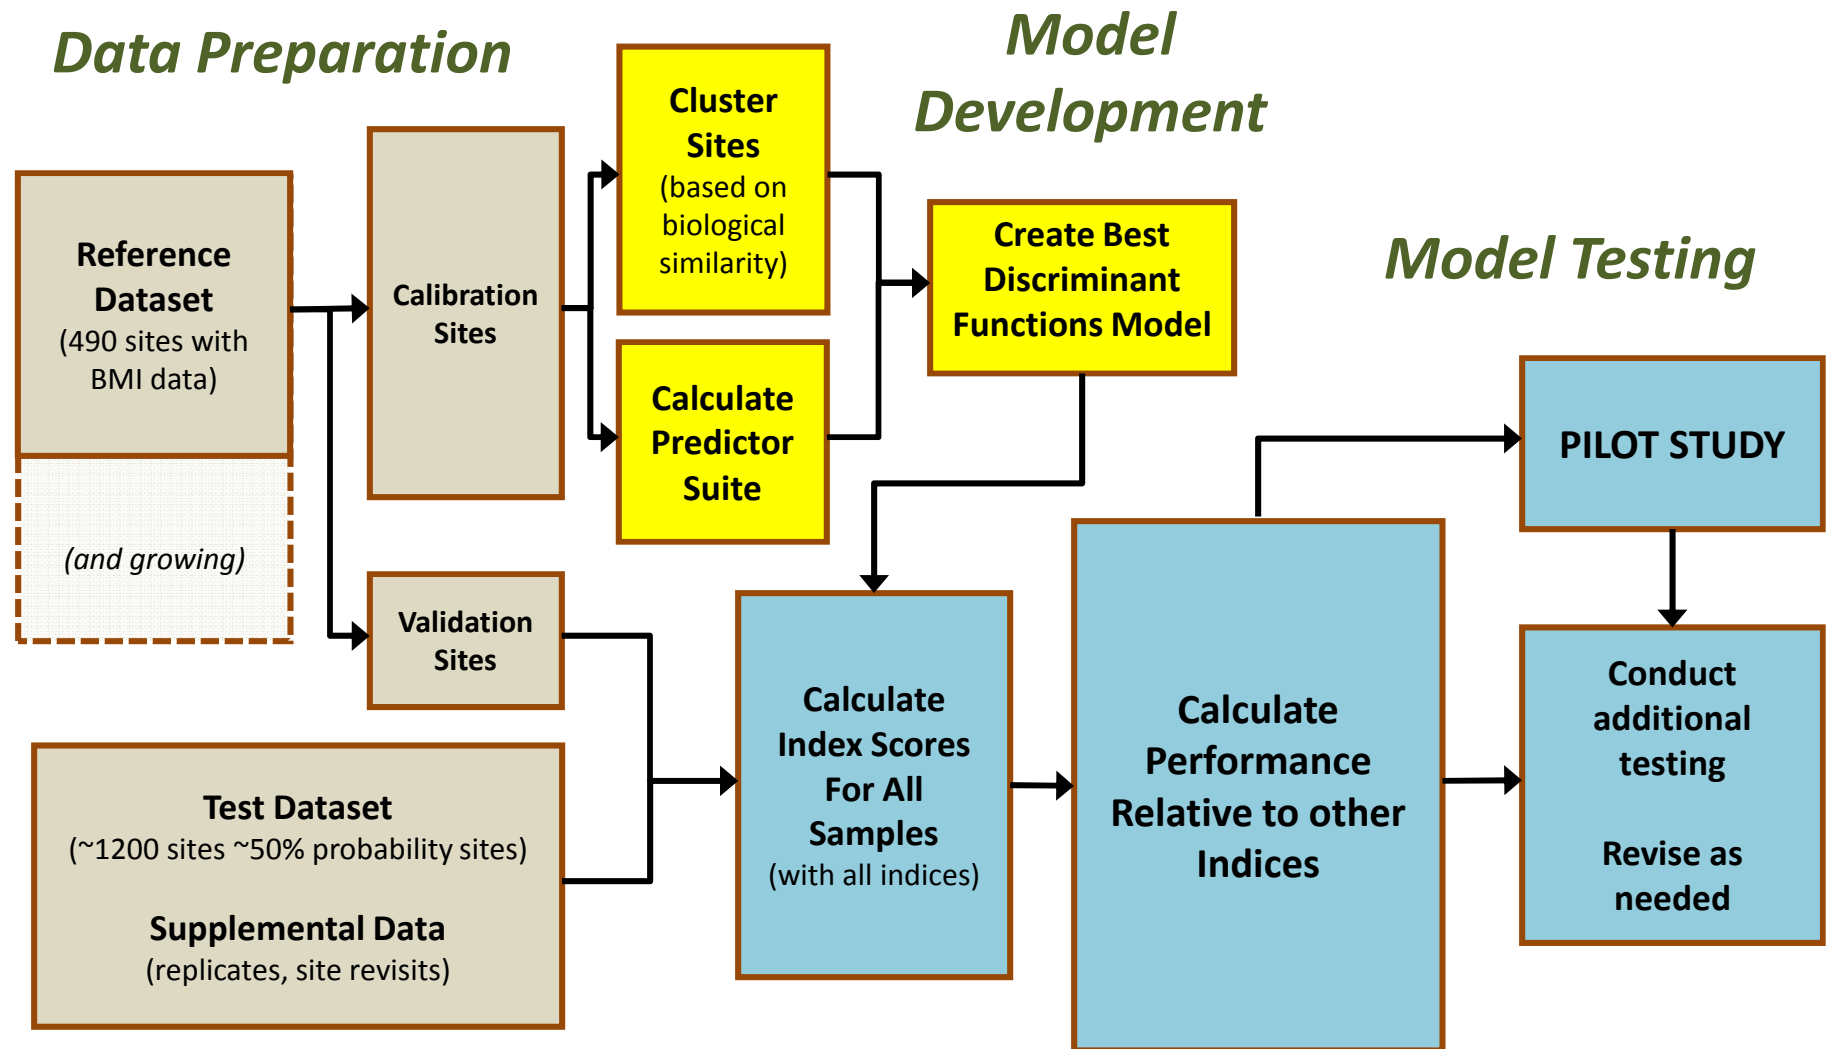 Data Preparation
Model
Development
Model Testing
Reference
Dataset
(490 sites with
BMI data)
(and growing)
Calibration
Sites
Validation
Sites
Test Dataset
(~1200 sites ~50% probability sites)
Supplemental Data
(replicates, site revisits)
Cluster
Sites
(based on
biological
similarity)
Calculate
Predictor
Suite
Create Best
Discriminant
Functions Model
Calculate
Index Scores
For All
Samples
(with all indices)
Calculate
Performance
Relative to other
Indices
PILOT STUDY
Conduct
additional
testing
Revise as
needed